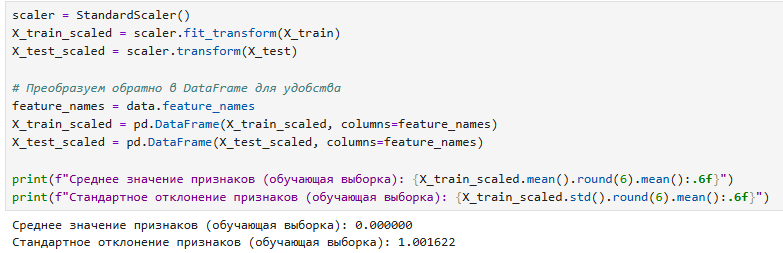 scaler = StandardScaler()
X_train_scaled = scaler.fit_transform(X_train)
X_test_scaled = scaler.transform(X_test)
# Преобразуем обратно в DataFrame для удобства
feature_names = data.feature_names
X_train_scaled = pd.DataFrame(X_train_scaled, columns=feature_names)
X_test_scaled = pd.DataFrame(X_test_scaled, columns=feature_names)
print(f"Среднее значение признаков (обучающая выборка): {X_train_scaled.mean().round(6).mean():.6f}")
print(f"Стандартное отклонение признаков (обучающая выборка): {X_train_scaled.std().round(6).mean():.6f}")
Среднее значение признаков (обучающая выборка): 0.000000
Стандартное отклонение признаков (обучающая выборка): 1.001622